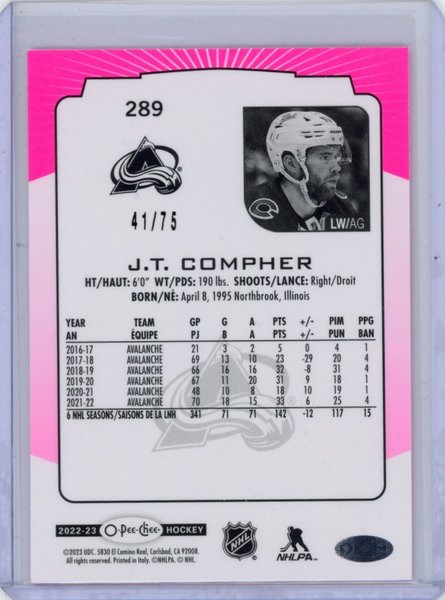 289
41/75
LW/AG
J.T. COMPHER
HT/HAUT: 6'0" WT/PDS: 190 lbs. SHOOTS/LANCE: Right/Droit
BORN/NÉ: April 8, 1995 Northbrook, Illinois
YEAR TEAM GP G A PTS +/- PIM PPG
AN ÉQUIPE PJ B A PTS +/- PUN BAN
2016-17 AVALANCHE 21 3 2 5 0 4 1
2017-18 AVALANCHE 69 13 10 23 -29 20 4
2018-19 AVALANCHE 66 16 16 32 -8 31 4
2019-20 AVALANCHE 67 11 20 31 9 18 1
2020-21 AVALANCHE 48 10 8 18 10 19 1
2021-22 AVALANCHE 70 18 15 33 6 25 4
6 NHL SEASONS/SAISONS DE LA LNH 341 71 71 142 -12 117 15
2022-23 O-Pee-Chee HOCKEY
NHL
NHLPA
©2023 UDC. 5830 El Camino Real, Carlsbad, CA 92008.
All rights reserved. Printed in Italy. ©NHLPA. © NHL.